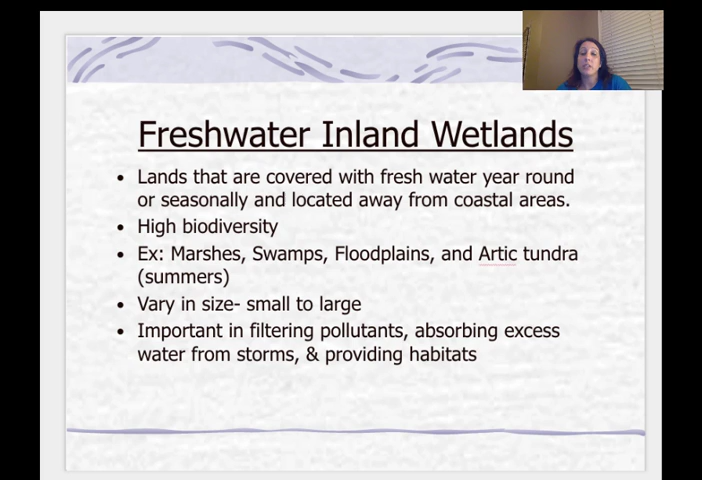 Freshwater Inland Wetlands
• Lands that are covered with fresh water year round
or seasonally and located away from coastal areas.
• High biodiversity
• Ex: Marshes, Swamps, Floodplains, and Artic tundra
(summers)
• Vary in size- small to large
• Important in filtering pollutants, absorbing excess
water from storms, & providing habitats